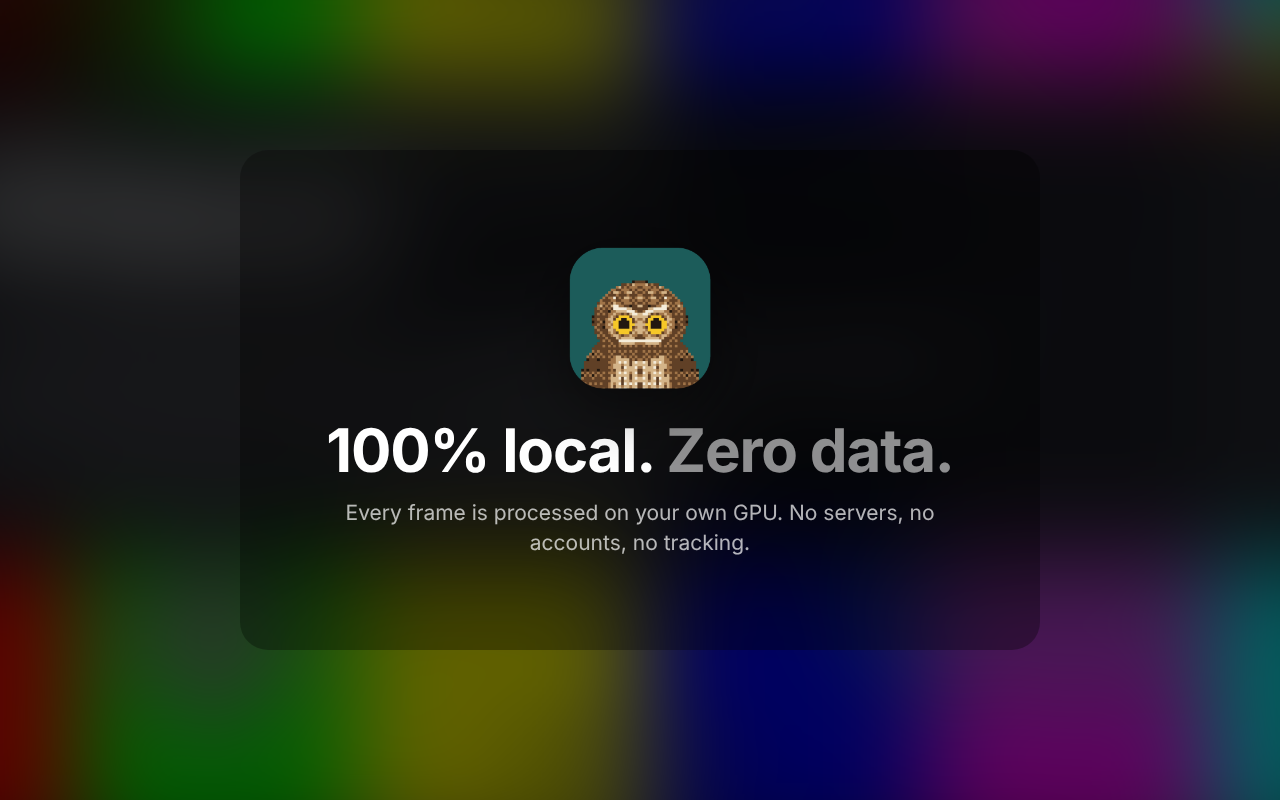 100% local. Zero data.
Every frame is processed on your own GPU. No servers, no
accounts, no tracking.